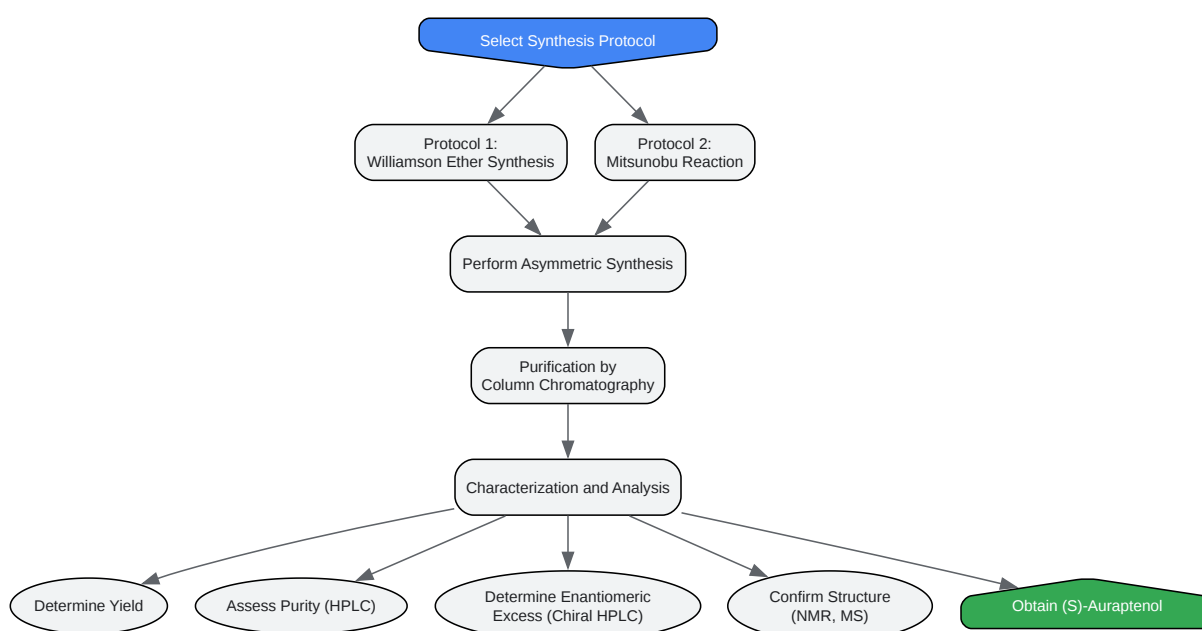 Select Synthesis Protocol
Protocol 1:
Williamson Ether Synthesis
Protocol 2:
Mitsunobu Reaction
Perform Asymmetric Synthesis
Purification by
Column Chromatography
Characterization and Analysis
Determine Yield
Assess Purity (HPLC)
Determine Enantiomeric
Excess (Chiral HPLC)
Confirm Structure
(NMR, MS)
Obtain (S)-Auraptenol